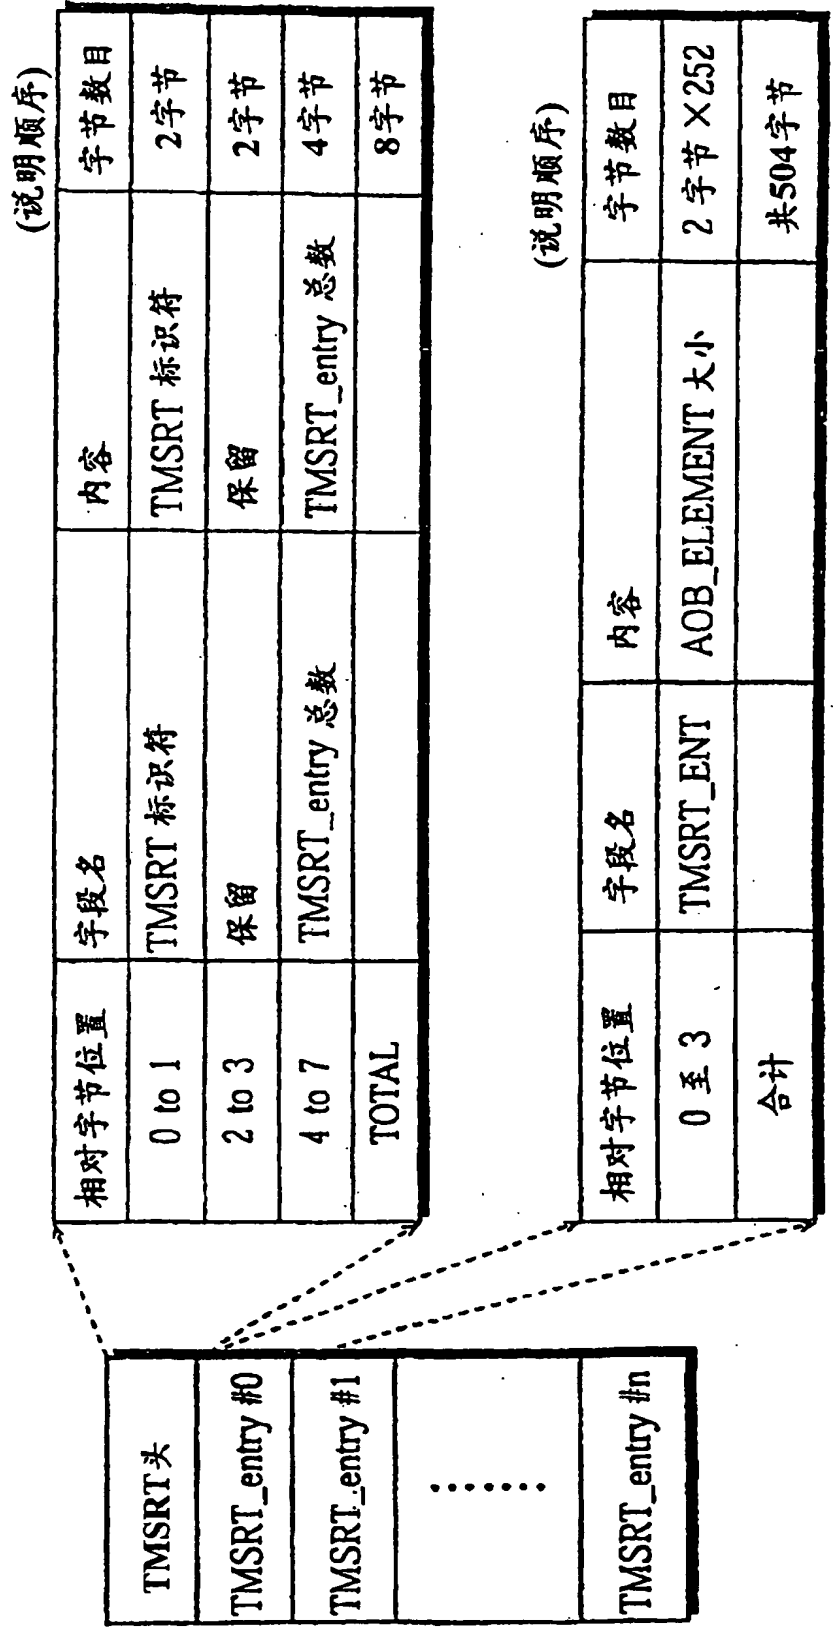 TMSRT头
TMSRT_entry #0
TMSRT_entry #1
.......
TMSRT_entry #n
(说明顺序)
相对字节位置 字段名 内容 字节数目
0 to 1 TMSRT 标识符 TMSRT 标识符 2字节
2 to 3 保留 保留 2字节
4 to 7 TMSRT_entry 总数 TMSRT_entry 总数 4字节
TOTAL 8字节
(说明顺序)
相对字节位置 字段名 内容 字节数目
0 至 3 TMSRT_ENT AOB_ELEMENT 大小 2 字节 ×252
合计 共504字节